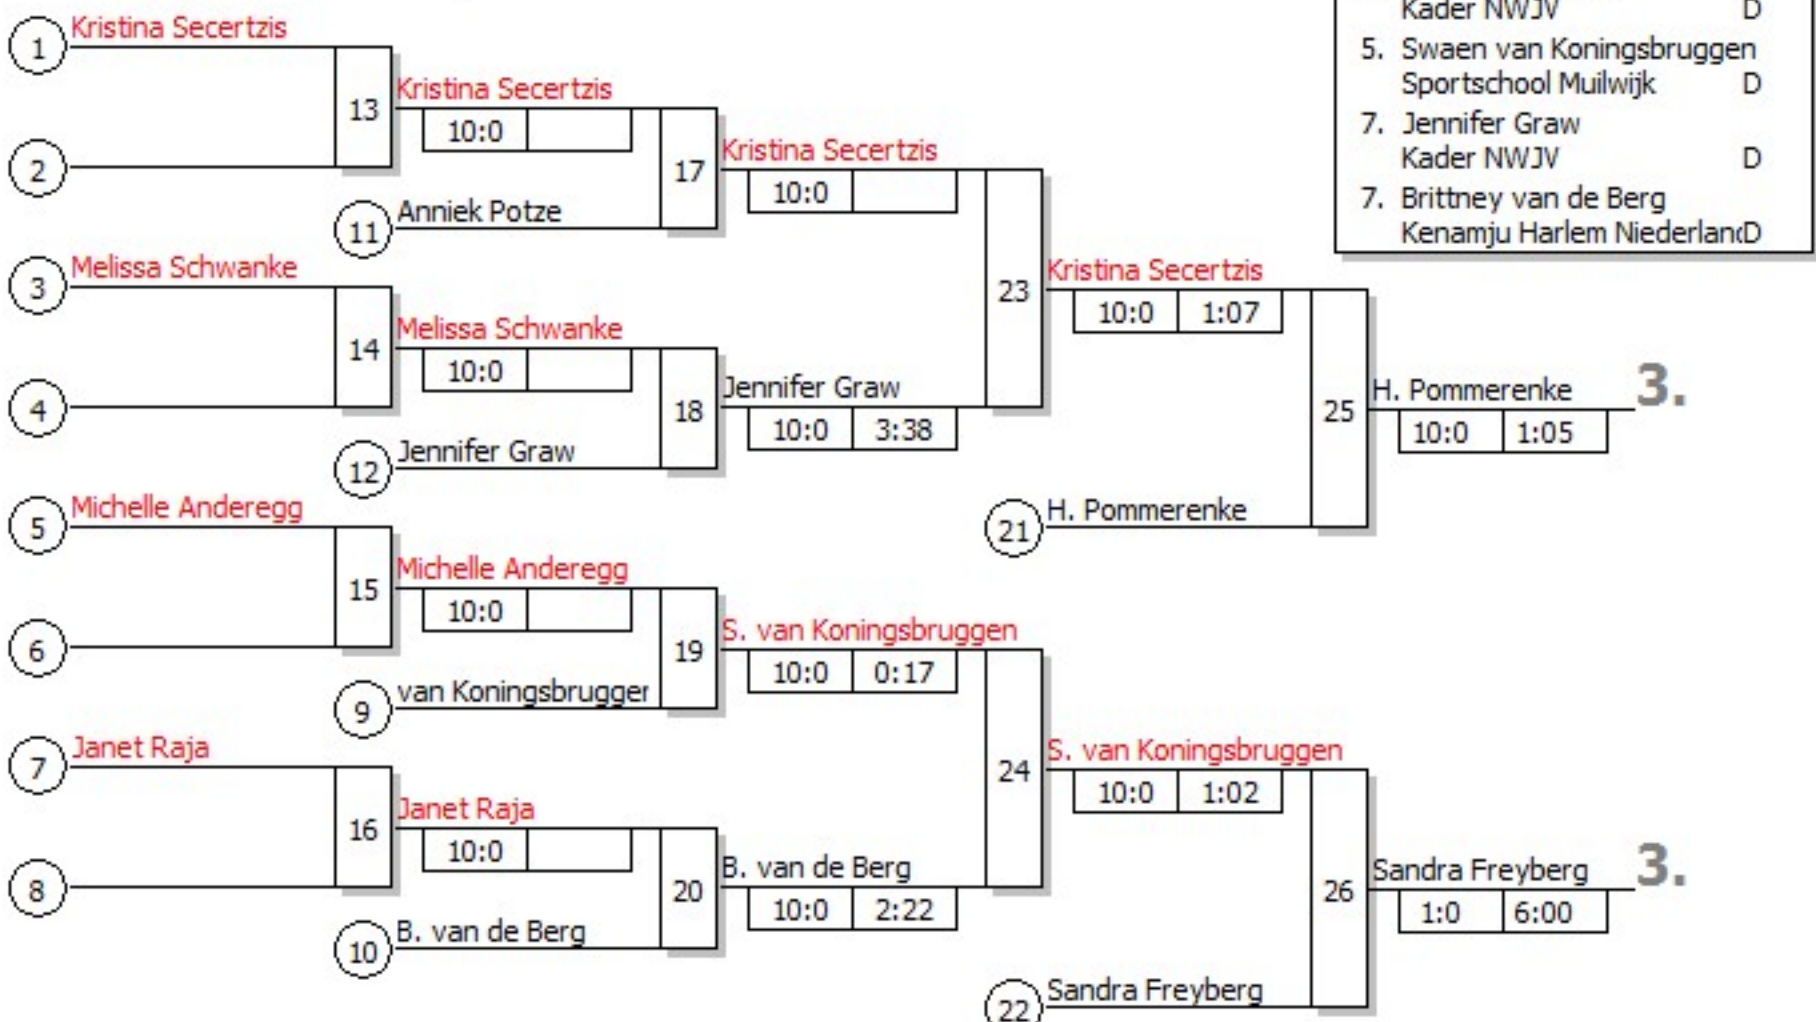 Kader NWJV D
5. Swaen van Koningsbruggen
Sportschool Muilwijk D
7. Jennifer Graw
Kader NWJV D
7. Brittney van de Berg
Kenamju Harlem Niederland D
1 Kristina Secertzis
13 Kristina Secertzis
10:0
2
17 Kristina Secertzis
10:0
11 Anniek Potze
3 Melissa Schwanke
23 Kristina Secertzis
10:0 1:07
14 Melissa Schwanke
10:0
4
18 Jennifer Graw
10:0 3:38
12 Jennifer Graw
25 H. Pommerenke 3.
10:0 1:05
21 H. Pommerenke
5 Michelle Anderegg
15 Michelle Anderegg
10:0
6
19 S. van Koningsbruggen
10:0 0:17
9 van Koningsbrugger
7 Janet Raja
24 S. van Koningsbruggen
10:0 1:02
16 Janet Raja
10:0
8
20 B. van de Berg
10:0 2:22
10 B. van de Berg
26 Sandra Freyberg 3.
1:0 6:00
22 Sandra Freyberg